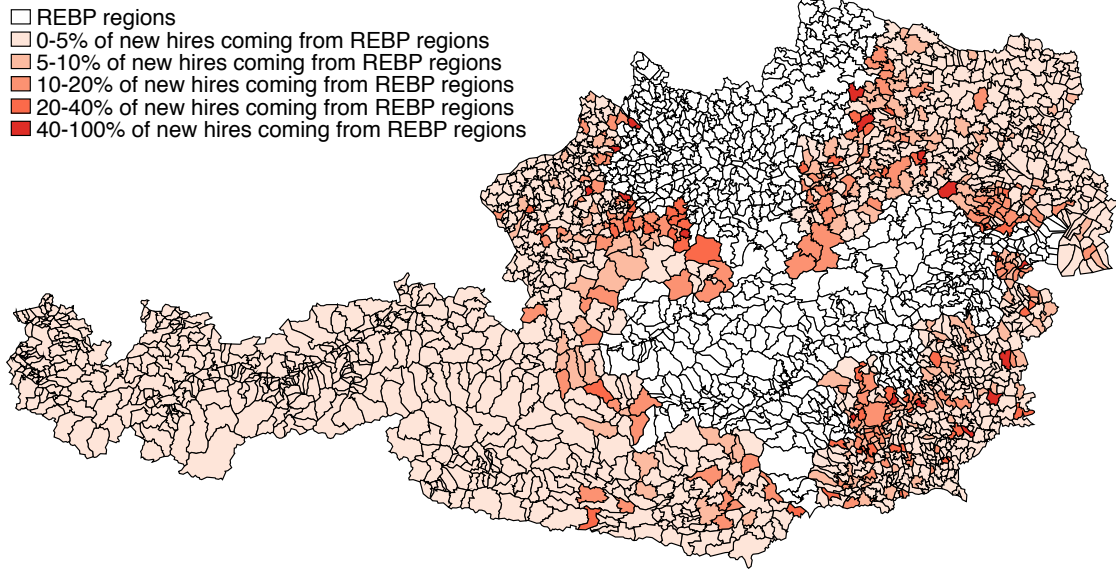 REBP regions
0-5% of new hires coming from REBP regions
5-10% of new hires coming from REBP regions
10-20% of new hires coming from REBP regions
20-40% of new hires coming from REBP regions
40-100% of new hires coming from REBP regions